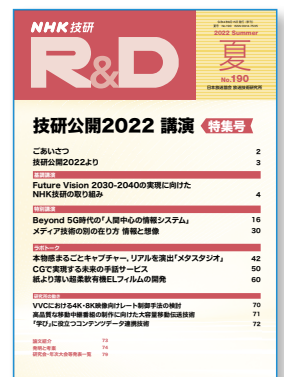 NHK技研
R&D
2022 Summer
夏
No.190
日本放送協会 放送技術研究所
技研公開2022 講演 特集号
ごあいさつ 2
技研公開2022より 3
基調講演
Future Vision 2030-2040の実現に向けた
NHK技研の取り組み 4
特別講演
Beyond 5G時代の「人間中心の情報システム」 16
メディア技術の別の在り方 情報と想像 30
ラボトーク
本物感まるごとキャプチャー，リアルを演出「メタスタジオ」 42
CGで実現する未来の手話サービス 50
紙より薄い超柔軟有機ELフィルムの開発 60
研究所の動き
VVCにおける4K・8K映像向けレート制御手法の検討 70
高品質な移動中継番組の制作に向けた大容量移動伝送技術 71
「学び」に役立つコンテンツデータ連携技術 72
論文紹介 73
発明と考案 74
研究会・年次大会等発表一覧 76